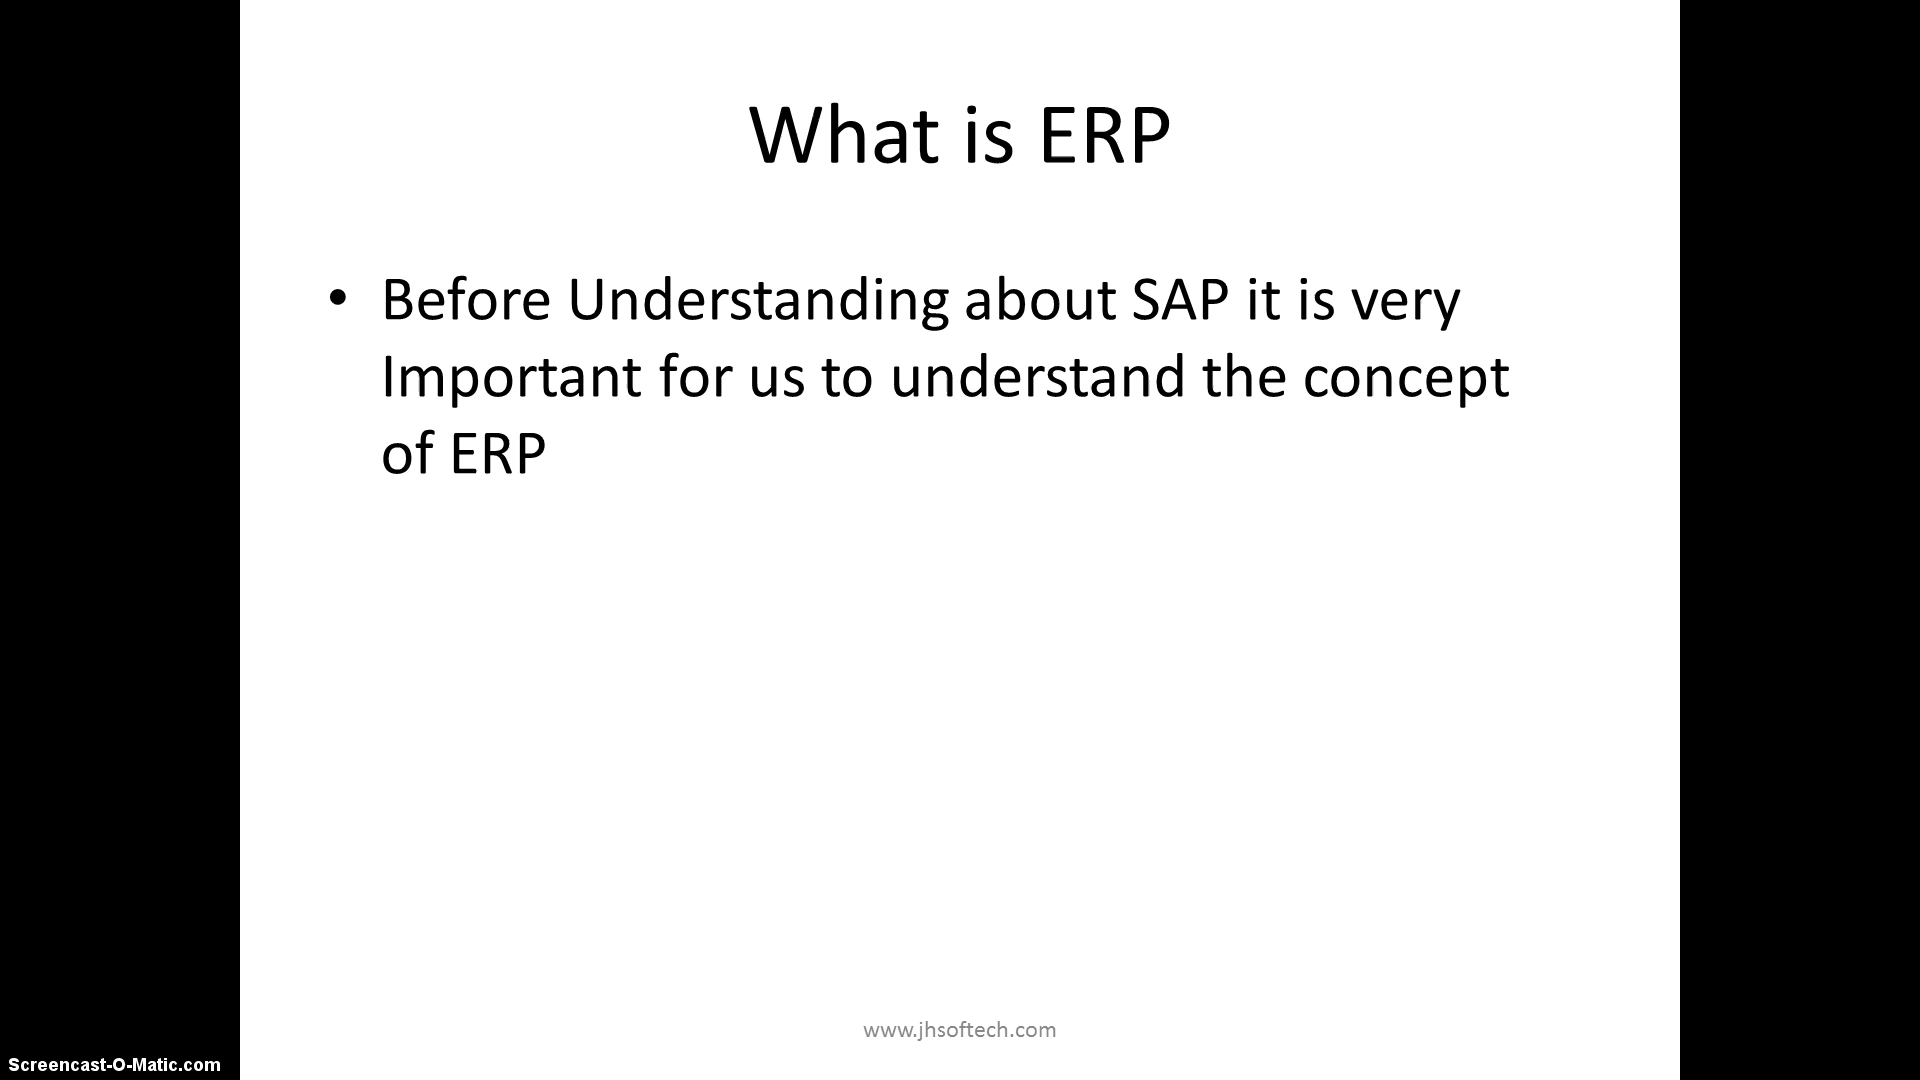 What is ERP
• Before Understanding about SAP it is very
Important for us to understand the concept
of ERP
www.jhsoftech.com
Screencast-O-Matic.com